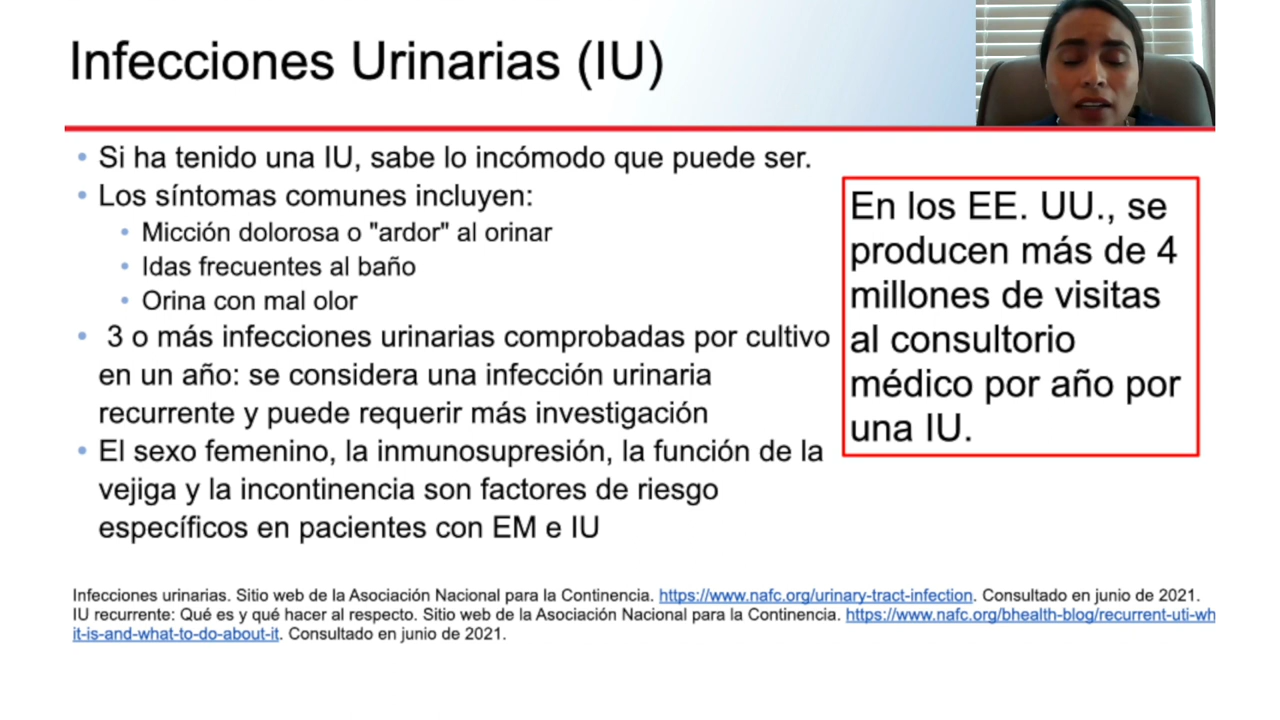 Infecciones Urinarias (IU)
• Si ha tenido una IU, sabe lo incómodo que puede ser.
• Los síntomas comunes incluyen:
• Micción dolorosa o "ardor" al orinar
• Idas frecuentes al baño
• Orina con mal olor
• 3 o más infecciones urinarias comprobadas por cultivo
en un año: se considera una infección urinaria
recurrente y puede requerir más investigación
• El sexo femenino, la inmunosupresión, la función de la
vejiga y la incontinencia son factores de riesgo
específicos en pacientes con EM e IU
En los EE. UU., se
producen más de 4
millones de visitas
al consultorio
médico por año por
una IU.
Infecciones urinarias. Sitio web de la Asociación Nacional para la Continencia. https://www.nafc.org/urinary-tract-infection. Consultado en junio de 2021.
IU recurrente: Qué es y qué hacer al respecto. Sitio web de la Asociación Nacional para la Continencia. https://www.nafc.org/bhealth-blog/recurrent-uti-wh
it-is-and-what-to-do-about-it. Consultado en junio de 2021.